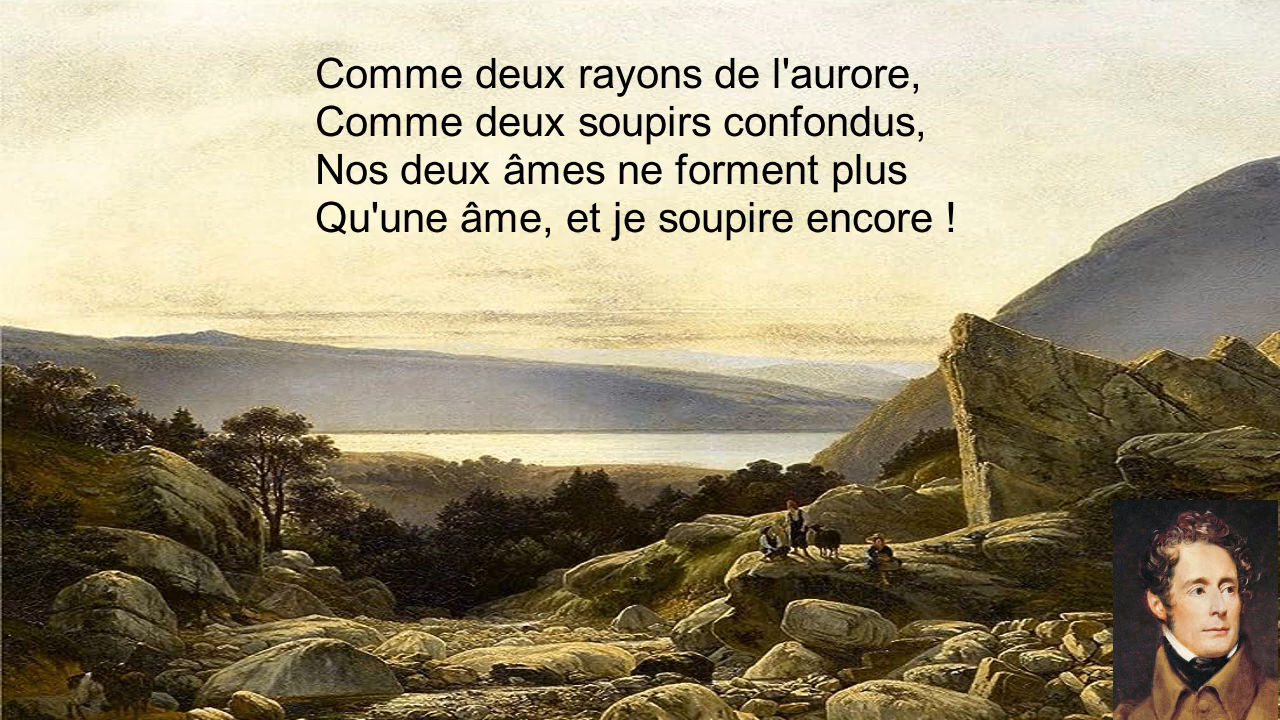 Comme deux rayons de l'aurore,
Comme deux soupirs confondus,
Nos deux âmes ne forment plus
Qu'une âme, et je soupire encore !